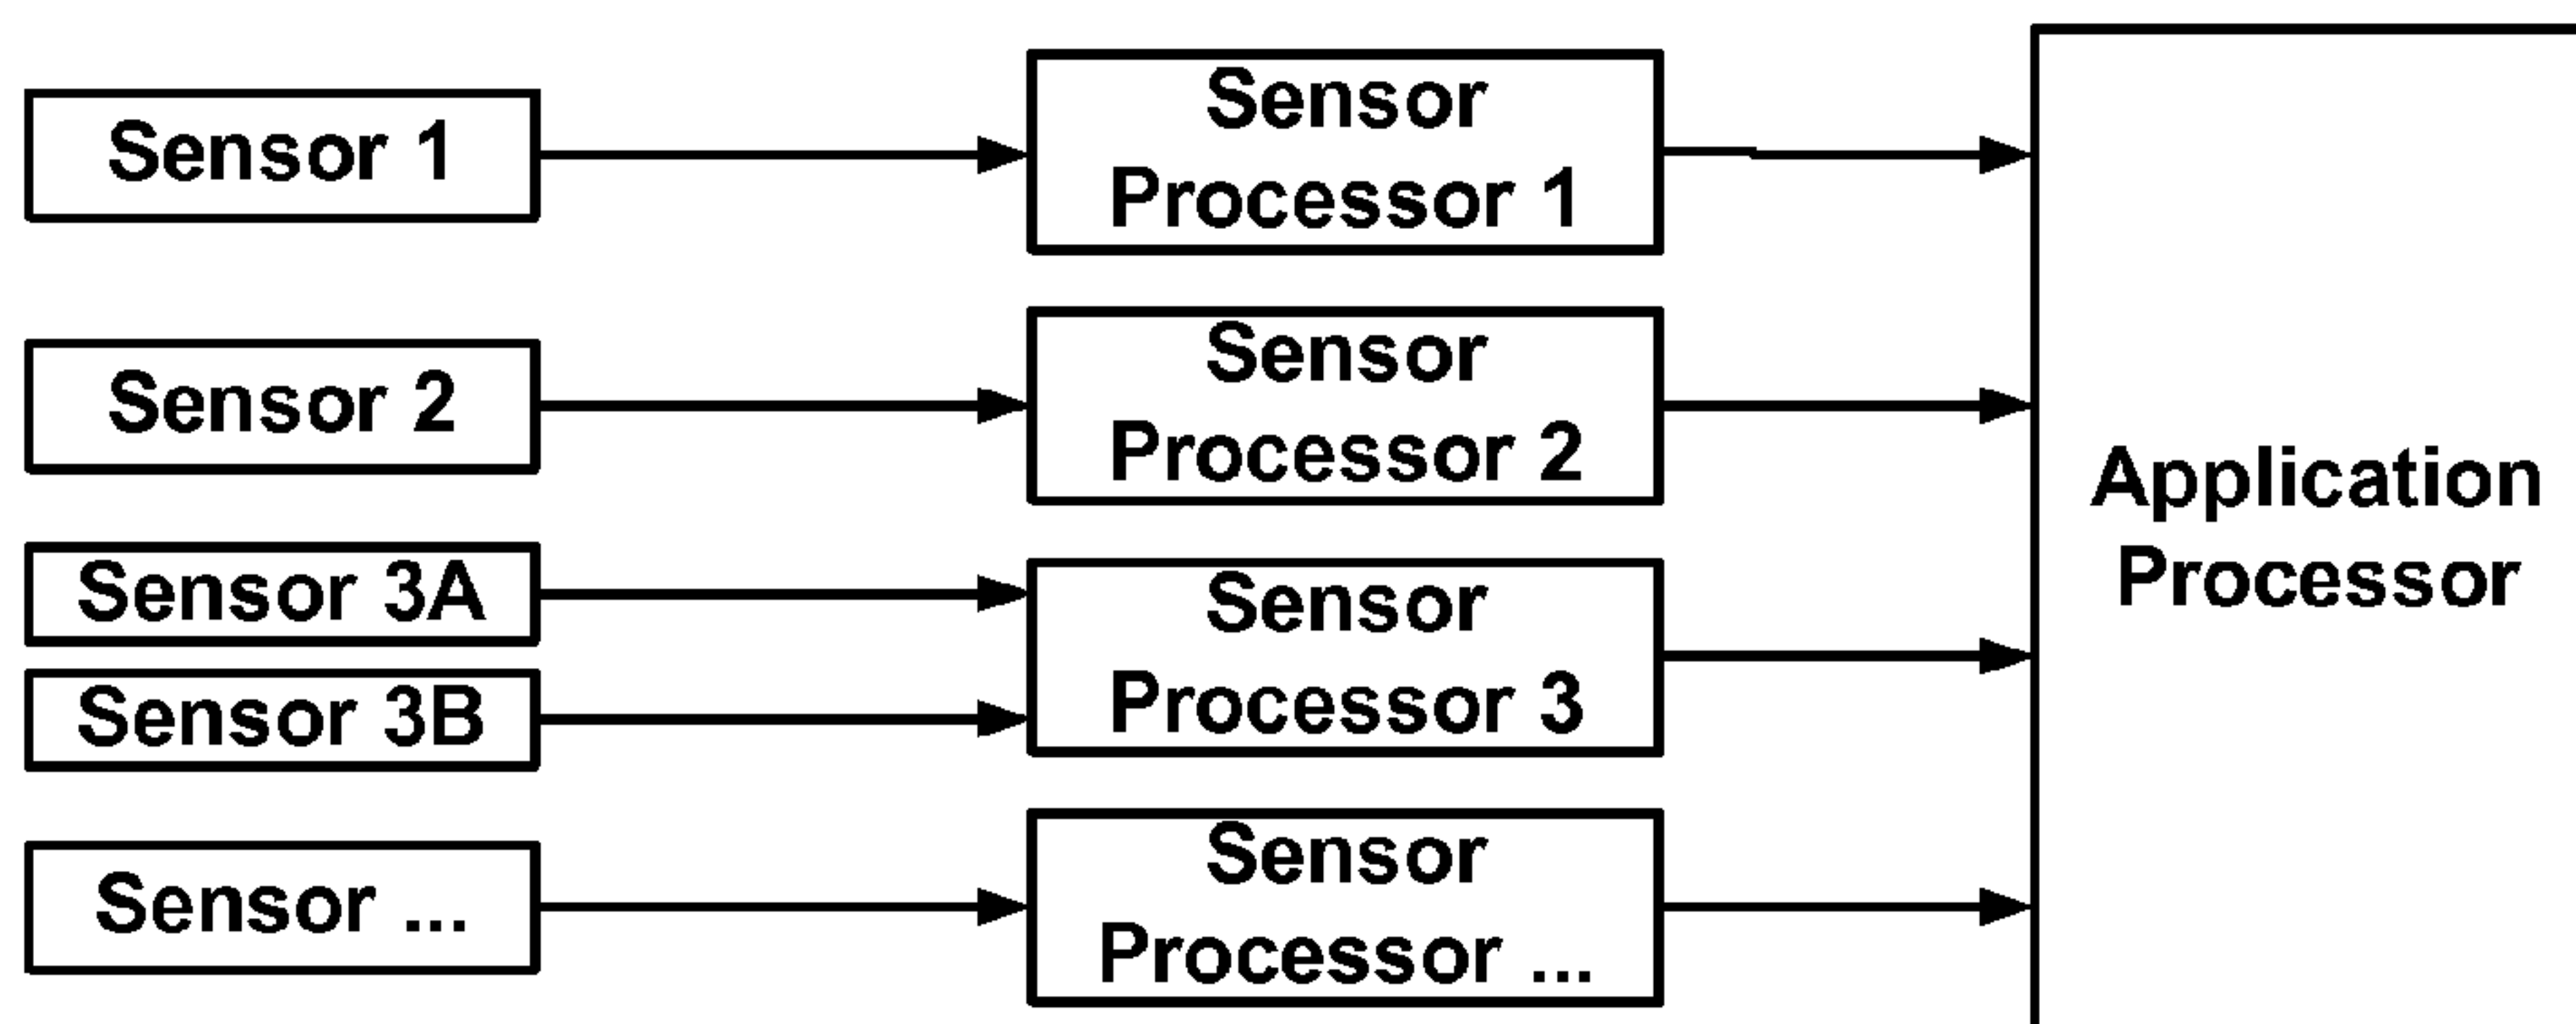 Sensor 1
Sensor
Processor 1
Sensor 2
Sensor
Processor 2
Sensor 3A
Sensor 3B
Sensor
Processor 3
Sensor ...
Sensor
Processor ...
Application
Processor